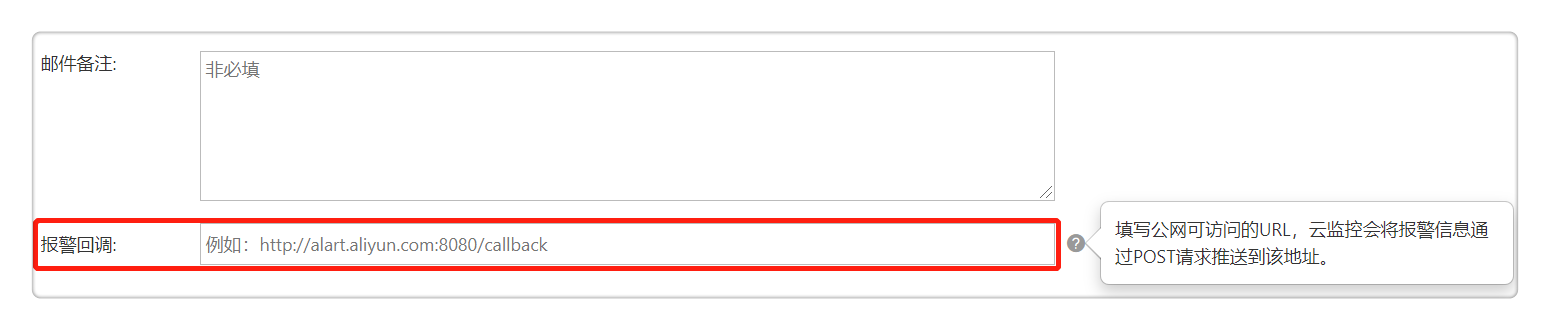 邮件备注:
非必填
报警回调:
例如：http://alart.aliyun.com:8080/callback
?
填写公网可访问的URL，云监控会将报警信息通
过POST请求推送到该地址。